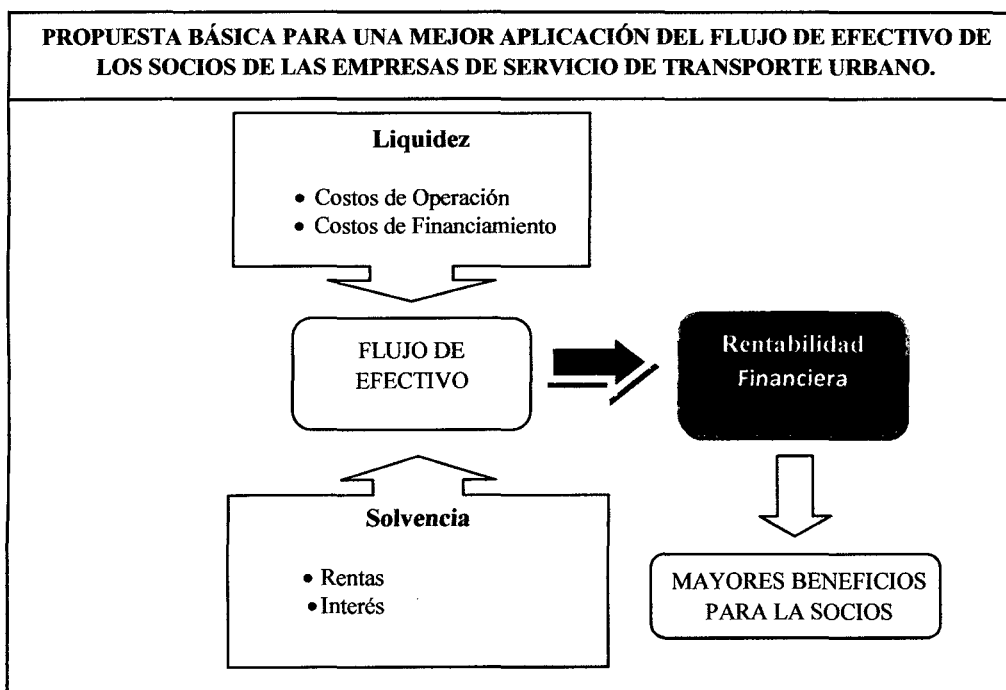 PROPUESTA BÁSICA PARA UNA MEJOR APLICACIÓN DEL FLUJO DE EFECTIVO DE
LOS SOCIOS DE LAS EMPRESAS DE SERVICIO DE TRANSPORTE URBANO.
Liquidez
• Costos de Operación
• Costos de Financiamiento
FLUJO DE
EFECTIVO
Rentabilidad
Financiera
Solvencia
• Rentas
• Interés
MAYORES BENEFICIOS
PARA LA SOCIOS